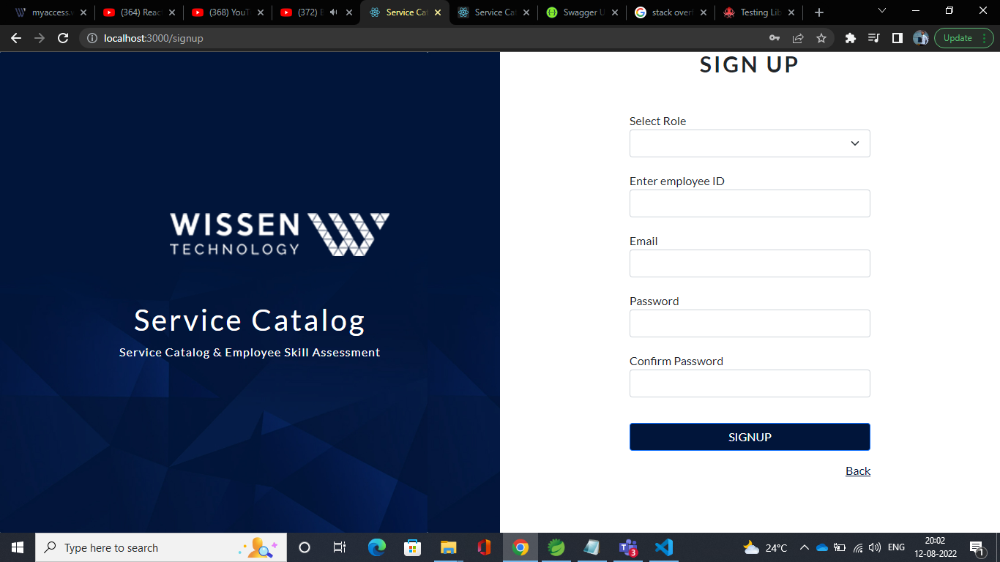 myaccess.w
(364) React
(368) YouT
(372) E
Service Cat
Service Cat
Swagger U
stack overf
Testing Lib
localhost:3000/signup
Update
WISSEN
TECHNOLOGY
Service Catalog
Service Catalog & Employee Skill Assessment
SIGN UP
Select Role
Enter employee ID
Email
Password
Confirm Password
SIGNUP
Back
Type here to search
3
24°C
ENG
20:02
12-08-2022
1